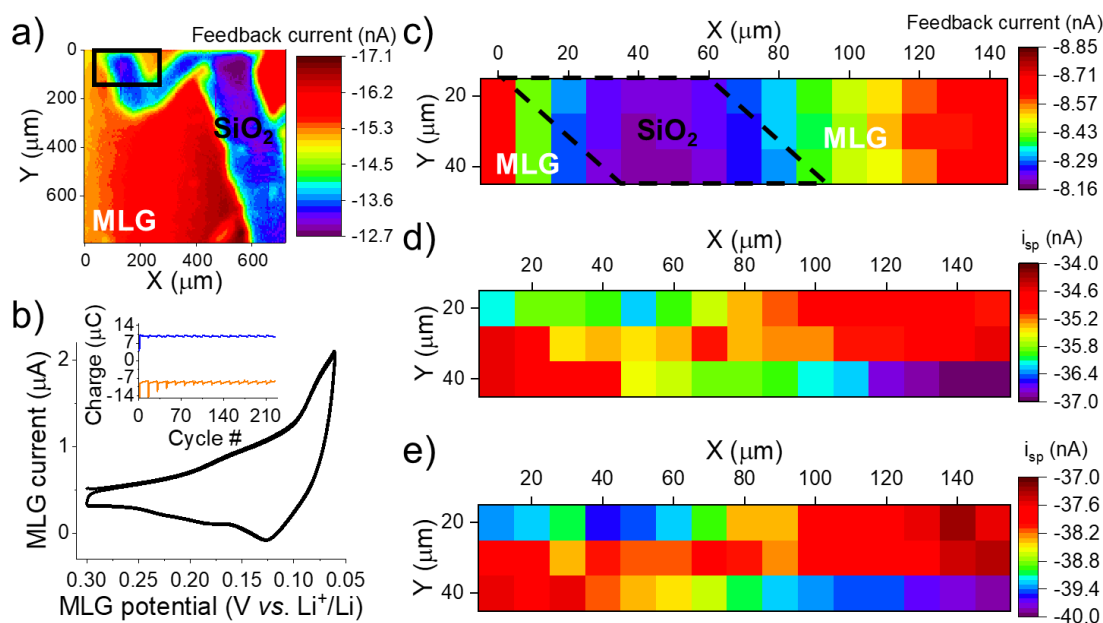 a)
Feedback current (nA)
0
200
400
600
Y (μm)
0 200 400 600
X (μm)
SiO2
MLG
-17.1
-16.2
-15.3
-14.5
-13.6
-12.7
b)
14
7
0
-7
-14
Charge (μC)
0 70 140 210
Cycle #
2
1
0
MLG current (μA)
0.30 0.25 0.20 0.15 0.10 0.05
MLG potential (V vs. Li+/Li)
c)
X (μm)
Feedback current (nA)
0 20 40 60 80 100 120 140
20
40
Y (μm)
MLG
SiO2
MLG
-8.85
-8.71
-8.57
-8.43
-8.29
-8.16
d)
X (μm)
isp (nA)
20 40 60 80 100 120 140
20
40
Y (μm)
-34.0
-34.6
-35.2
-35.8
-36.4
-37.0
e)
X (μm)
isp (nA)
20 40 60 80 100 120 140
20
40
Y (μm)
-37.0
-37.6
-38.2
-38.8
-39.4
-40.0